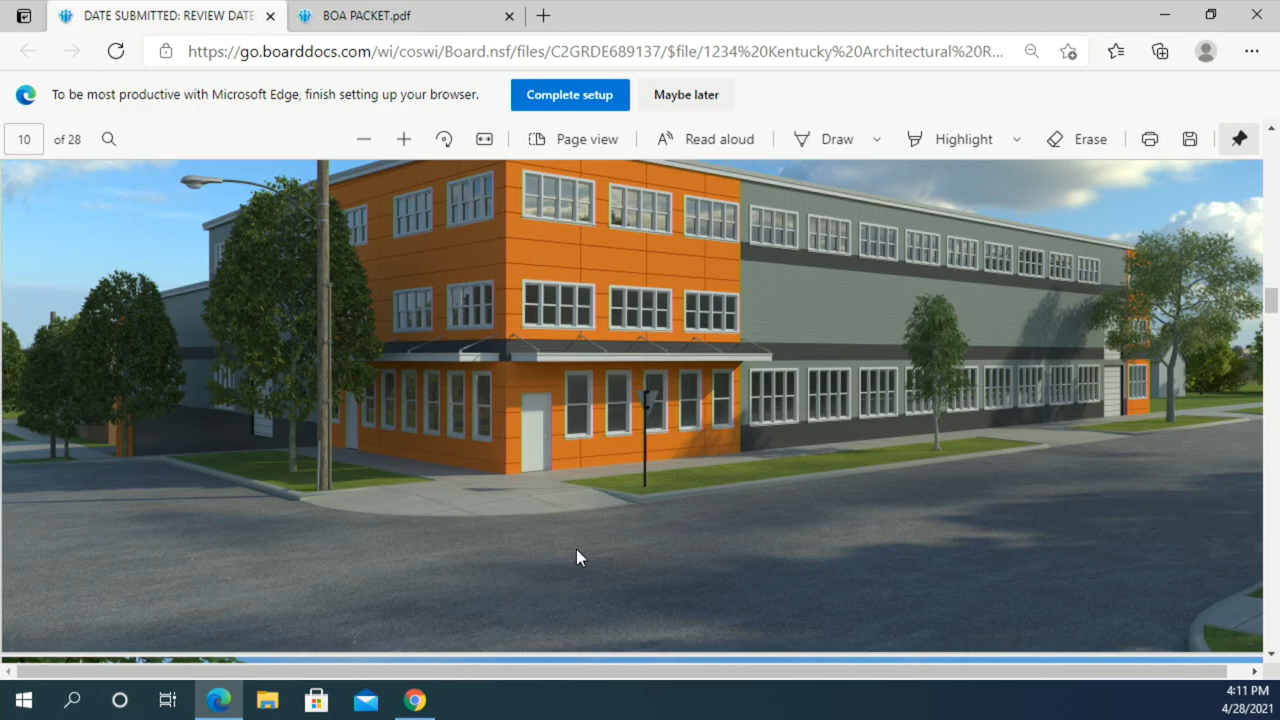 DATE SUBMITTED: REVIEW DATE
BOA PACKET.pdf
https://go.boarddocs.com/wi/coswi/Board.nsf/files/C2GRDE689137/$file/1234%20Kentucky%20Architectural%20R...
To be most productive with Microsoft Edge, finish setting up your browser.
Complete setup
Maybe later
10 of 28
Page view
Read aloud
Draw
Highlight
Erase
4:11 PM
4/28/2021